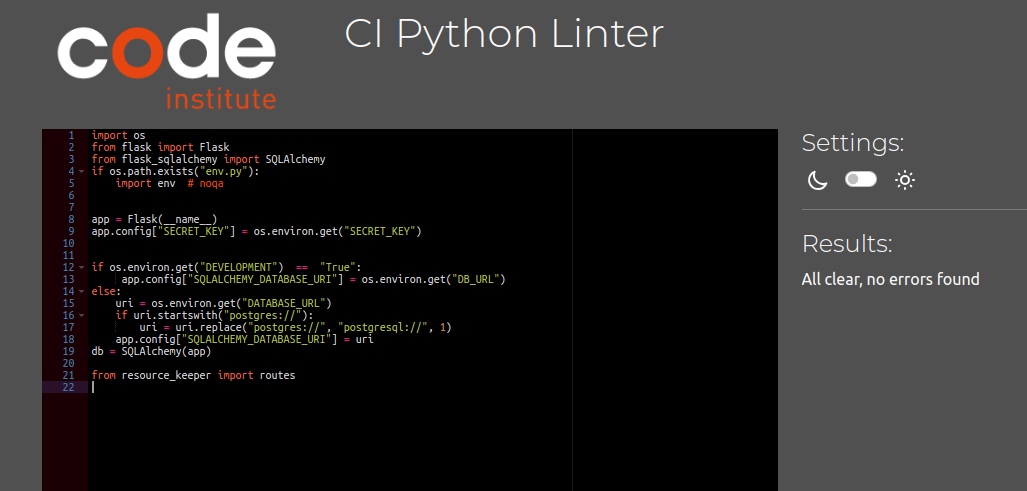 code
institute
CI Python Linter
1 import os
2 from flask import Flask
3 from flask_sqlalchemy import SQLAlchemy
4 if os.path.exists("env.py"):
5     import env  # noqa
6
7
8 app = Flask(__name__)
9 app.config["SECRET_KEY"] = os.environ.get("SECRET_KEY")
10
11
12 if os.environ.get("DEVELOPMENT")  ==  "True":
13      app.config["SQLALCHEMY_DATABASE_URI"] = os.environ.get("DB_URL")
14 else:
15     uri = os.environ.get("DATABASE_URL")
16     if uri.startswith("postgres://"):
17         uri = uri.replace("postgres://", "postgresql://", 1)
18     app.config["SQLALCHEMY_DATABASE_URI"] = uri
19 db = SQLAlchemy(app)
20
21 from resource_keeper import routes
22
Settings:
Results:
All clear, no errors found